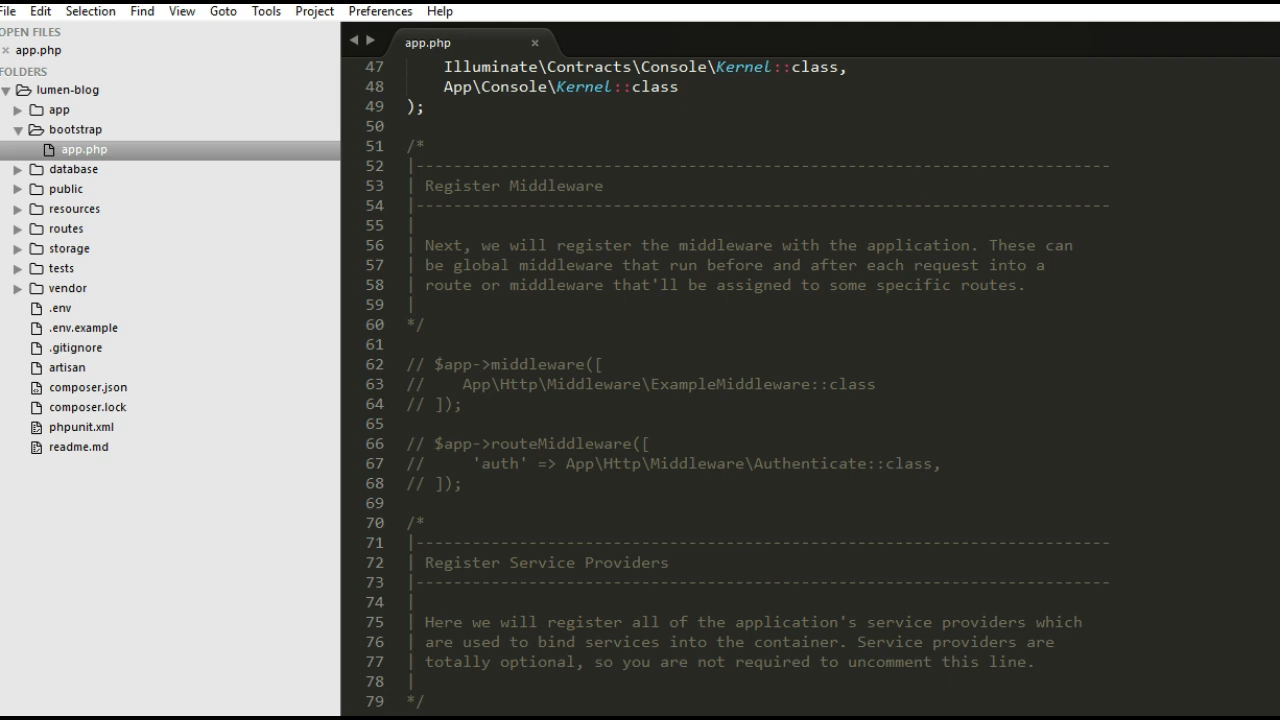 File Edit Selection Find View Goto Tools Project Preferences Help
OPEN FILES
× app.php
FOLDERS
lumen-blog
app
bootstrap
app.php
database
public
resources
routes
storage
tests
vendor
.env
.env.example
.gitignore
artisan
composer.json
composer.lock
phpunit.xml
readme.md
app.php ×
47     Illuminate\Contracts\Console\Kernel::class,
48     App\Console\Kernel::class
49 );
50
51 /*
52 |--------------------------------------------------------------------------
53 | Register Middleware
54 |--------------------------------------------------------------------------
55 |
56 | Next, we will register the middleware with the application. These can
57 | be global middleware that run before and after each request into a
58 | route or middleware that'll be assigned to some specific routes.
59 |
60 */
61
62 // $app->middleware([
63 //    App\Http\Middleware\ExampleMiddleware::class
64 // ]);
65
66 // $app->routeMiddleware([
67 //     'auth' => App\Http\Middleware\Authenticate::class,
68 // ]);
69
70 /*
71 |--------------------------------------------------------------------------
72 | Register Service Providers
73 |--------------------------------------------------------------------------
74 |
75 | Here we will register all of the application's service providers which
76 | are used to bind services into the container. Service providers are
77 | totally optional, so you are not required to uncomment this line.
78 |
79 */